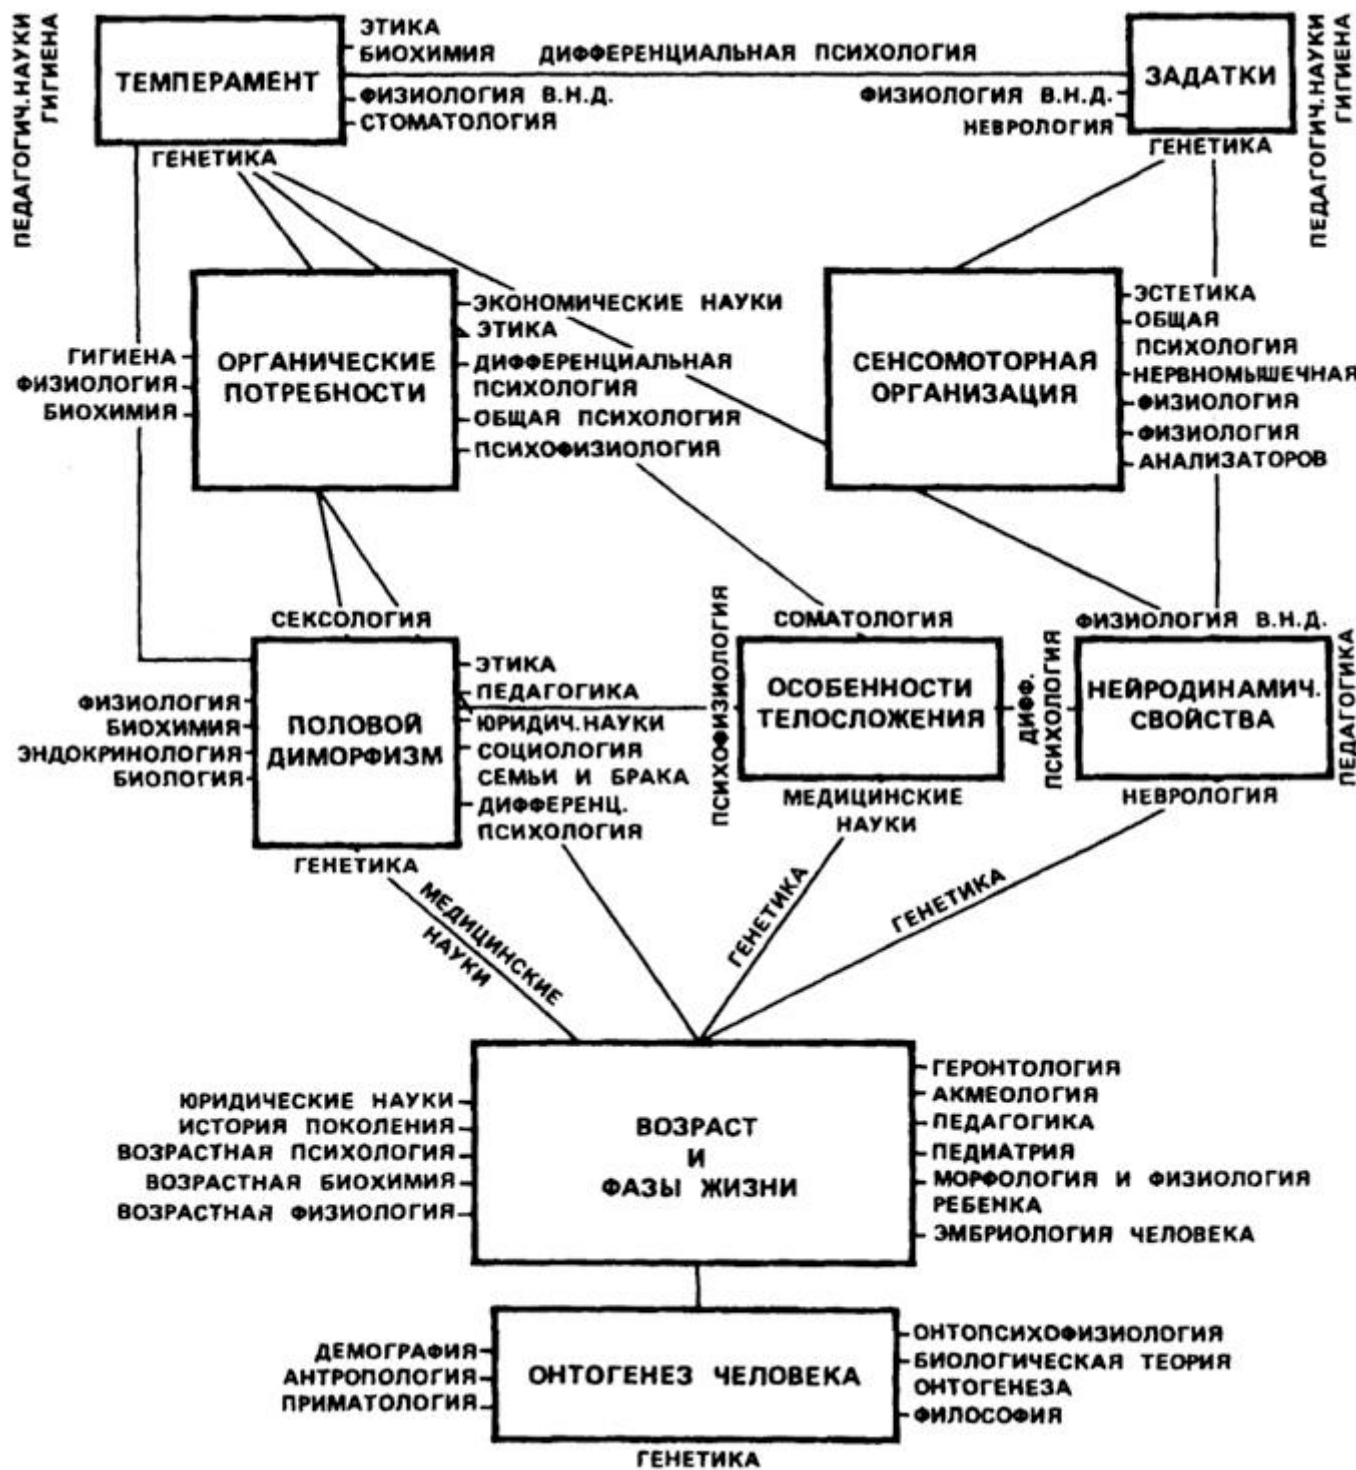 ПЕДАГОГИЧ.НАУКИ
ГИГИЕНА
ТЕМПЕРАМЕНТ
ЭТИКА
БИОХИМИЯ
ДИФФЕРЕНЦИАЛЬНАЯ ПСИХОЛОГИЯ
ФИЗИОЛОГИЯ В.Н.Д.
СТОМАТОЛОГИЯ
ГЕНЕТИКА
ФИЗИОЛОГИЯ В.Н.Д.
НЕВРОЛОГИЯ
ЗАДАТКИ
ГЕНЕТИКА
ПЕДАГОГИЧ.НАУКИ
ГИГИЕНА
ГИГИЕНА
ФИЗИОЛОГИЯ
БИОХИМИЯ
ОРГАНИЧЕСКИЕ
ПОТРЕБНОСТИ
ЭКОНОМИЧЕСКИЕ НАУКИ
ЭТИКА
ДИФФЕРЕНЦИАЛЬНАЯ
ПСИХОЛОГИЯ
ОБЩАЯ ПСИХОЛОГИЯ
ПСИХОФИЗИОЛОГИЯ
СЕНСОМОТОРНАЯ
ОРГАНИЗАЦИЯ
ЭСТЕТИКА
ОБЩАЯ
ПСИХОЛОГИЯ
НЕРВНОМЫШЕЧНАЯ
ФИЗИОЛОГИЯ
ФИЗИОЛОГИЯ
АНАЛИЗАТОРОВ
СЕКСОЛОГИЯ
ФИЗИОЛОГИЯ
БИОХИМИЯ
ЭНДОКРИНОЛОГИЯ
БИОЛОГИЯ
ПОЛОВОЙ
ДИМОРФИЗМ
ЭТИКА
ПЕДАГОГИКА
ЮРИДИЧ.НАУКИ
СОЦИОЛОГИЯ
СЕМЬИ И БРАКА
ДИФФЕРЕНЦ.
ПСИХОЛОГИЯ
ГЕНЕТИКА
ПСИХОФИЗИОЛОГИЯ
СОМАТОЛОГИЯ
ОСОБЕННОСТИ
ТЕЛОСЛОЖЕНИЯ
МЕДИЦИНСКИЕ
НАУКИ
ДИФФ.
ПСИХОЛОГИЯ
ФИЗИОЛОГИЯ В.Н.Д.
НЕЙРОДИНАМИЧ.
СВОЙСТВА
ПЕДАГОГИКА
НЕВРОЛОГИЯ
МЕДИЦИНСКИЕ
НАУКИ
ГЕНЕТИКА
ГЕНЕТИКА
ЮРИДИЧЕСКИЕ НАУКИ
ИСТОРИЯ ПОКОЛЕНИЯ
ВОЗРАСТНАЯ ПСИХОЛОГИЯ
ВОЗРАСТНАЯ БИОХИМИЯ
ВОЗРАСТНАЯ ФИЗИОЛОГИЯ
ВОЗРАСТ
И
ФАЗЫ ЖИЗНИ
ГЕРОНТОЛОГИЯ
АКМЕОЛОГИЯ
ПЕДАГОГИКА
ПЕДИАТРИЯ
МОРФОЛОГИЯ И ФИЗИОЛОГИЯ
РЕБЕНКА
ЭМБРИОЛОГИЯ ЧЕЛОВЕКА
ДЕМОГРАФИЯ
АНТРОПОЛОГИЯ
ПРИМАТОЛОГИЯ
ОНТОГЕНЕЗ ЧЕЛОВЕКА
ОНТОПСИХОФИЗИОЛОГИЯ
БИОЛОГИЧЕСКАЯ ТЕОРИЯ
ОНТОГЕНЕЗА
ФИЛОСОФИЯ
ГЕНЕТИКА